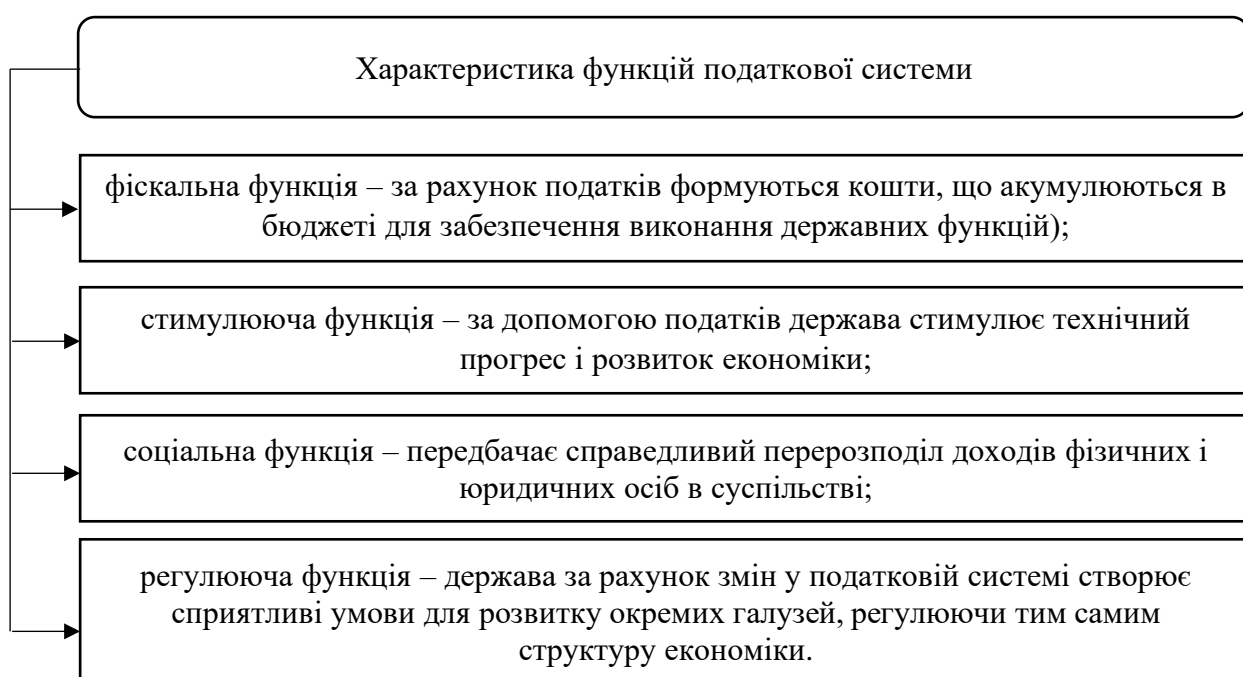 Характеристика функцій податкової системи
фіскальна функція – за рахунок податків формуються кошти, що акумулюються в
бюджеті для забезпечення виконання державних функцій);
стимулююча функція – за допомогою податків держава стимулює технічний
прогрес і розвиток економіки;
соціальна функція – передбачає справедливий перерозподіл доходів фізичних і
юридичних осіб в суспільстві;
регулююча функція – держава за рахунок змін у податковій системі створює
сприятливі умови для розвитку окремих галузей, регулюючи тим самим
структуру економіки.